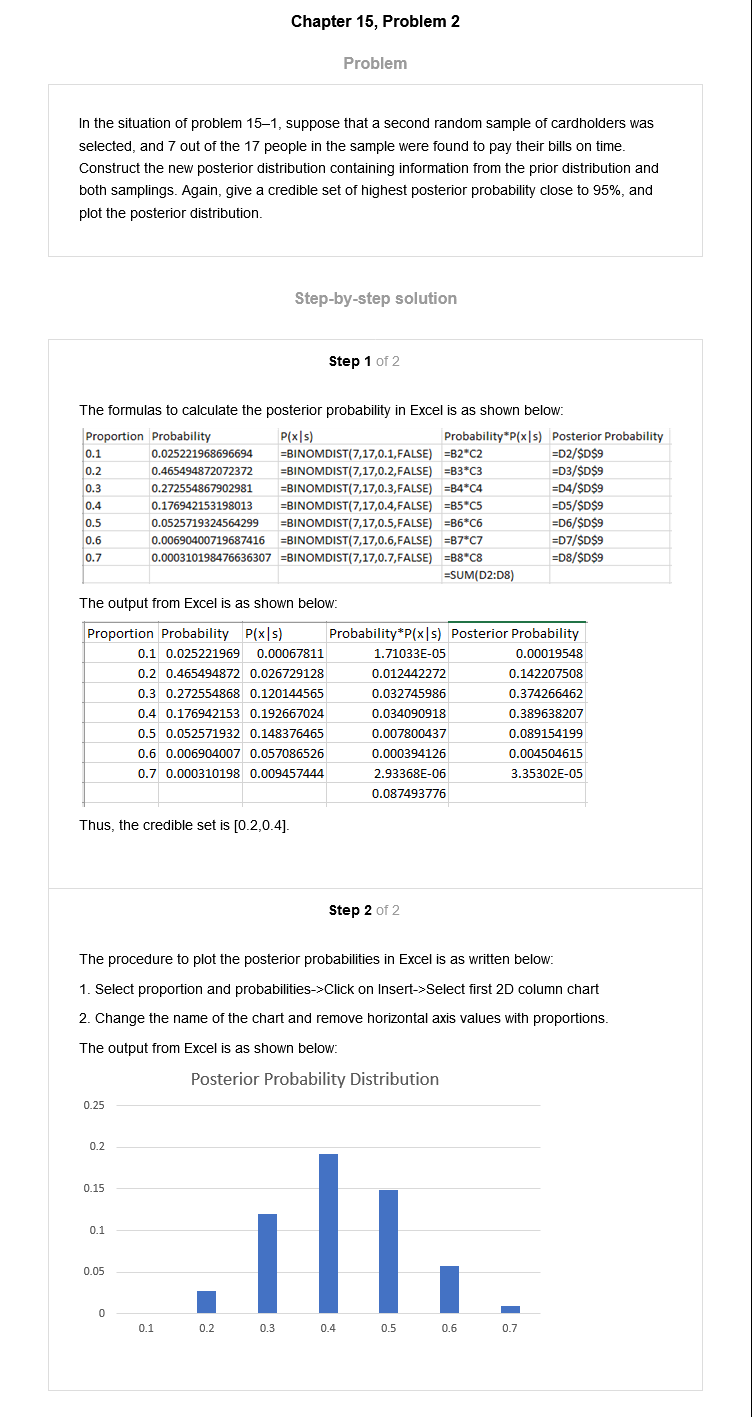 Chapter 15, Problem 2
Problem
In the situation of problem 15–1, suppose that a second random sample of cardholders was
selected, and 7 out of the 17 people in the sample were found to pay their bills on time.
Construct the new posterior distribution containing information from the prior distribution and
both samplings. Again, give a credible set of highest posterior probability close to 95%, and
plot the posterior distribution.
Step-by-step solution
Step 1 of 2
The formulas to calculate the posterior probability in Excel is as shown below:
Proportion Probability P(x|s) Probability*P(x|s) Posterior Probability
0.1 0.025221968696694 =BINOMDIST(7,17,0.1,FALSE) =B2*C2 =D2/$D$9
0.2 0.465494872072372 =BINOMDIST(7,17,0.2,FALSE) =B3*C3 =D3/$D$9
0.3 0.272554867902981 =BINOMDIST(7,17,0.3,FALSE) =B4*C4 =D4/$D$9
0.4 0.176942153198013 =BINOMDIST(7,17,0.4,FALSE) =B5*C5 =D5/$D$9
0.5 0.0525719324564299 =BINOMDIST(7,17,0.5,FALSE) =B6*C6 =D6/$D$9
0.6 0.00690400719687416 =BINOMDIST(7,17,0.6,FALSE) =B7*C7 =D7/$D$9
0.7 0.000310198476636307 =BINOMDIST(7,17,0.7,FALSE) =B8*C8 =D8/$D$9
=SUM(D2:D8)
The output from Excel is as shown below:
Proportion Probability P(x|s) Probability*P(x|s) Posterior Probability
0.1 0.025221969 0.00067811 1.71033E-05 0.00019548
0.2 0.465494872 0.026729128 0.012442272 0.142207508
0.3 0.272554868 0.120144565 0.032745986 0.374266462
0.4 0.176942153 0.192667024 0.034090918 0.389638207
0.5 0.052571932 0.148376465 0.007800437 0.089154199
0.6 0.006904007 0.057086526 0.000394126 0.004504615
0.7 0.000310198 0.009457444 2.93368E-06 3.35302E-05
0.087493776
Thus, the credible set is [0.2,0.4].
Step 2 of 2
The procedure to plot the posterior probabilities in Excel is as written below:
1. Select proportion and probabilities->Click on Insert->Select first 2D column chart
2. Change the name of the chart and remove horizontal axis values with proportions.
The output from Excel is as shown below:
Posterior Probability Distribution
0.25
0.2
0.15
0.1
0.05
0
0.1 0.2 0.3 0.4 0.5 0.6 0.7